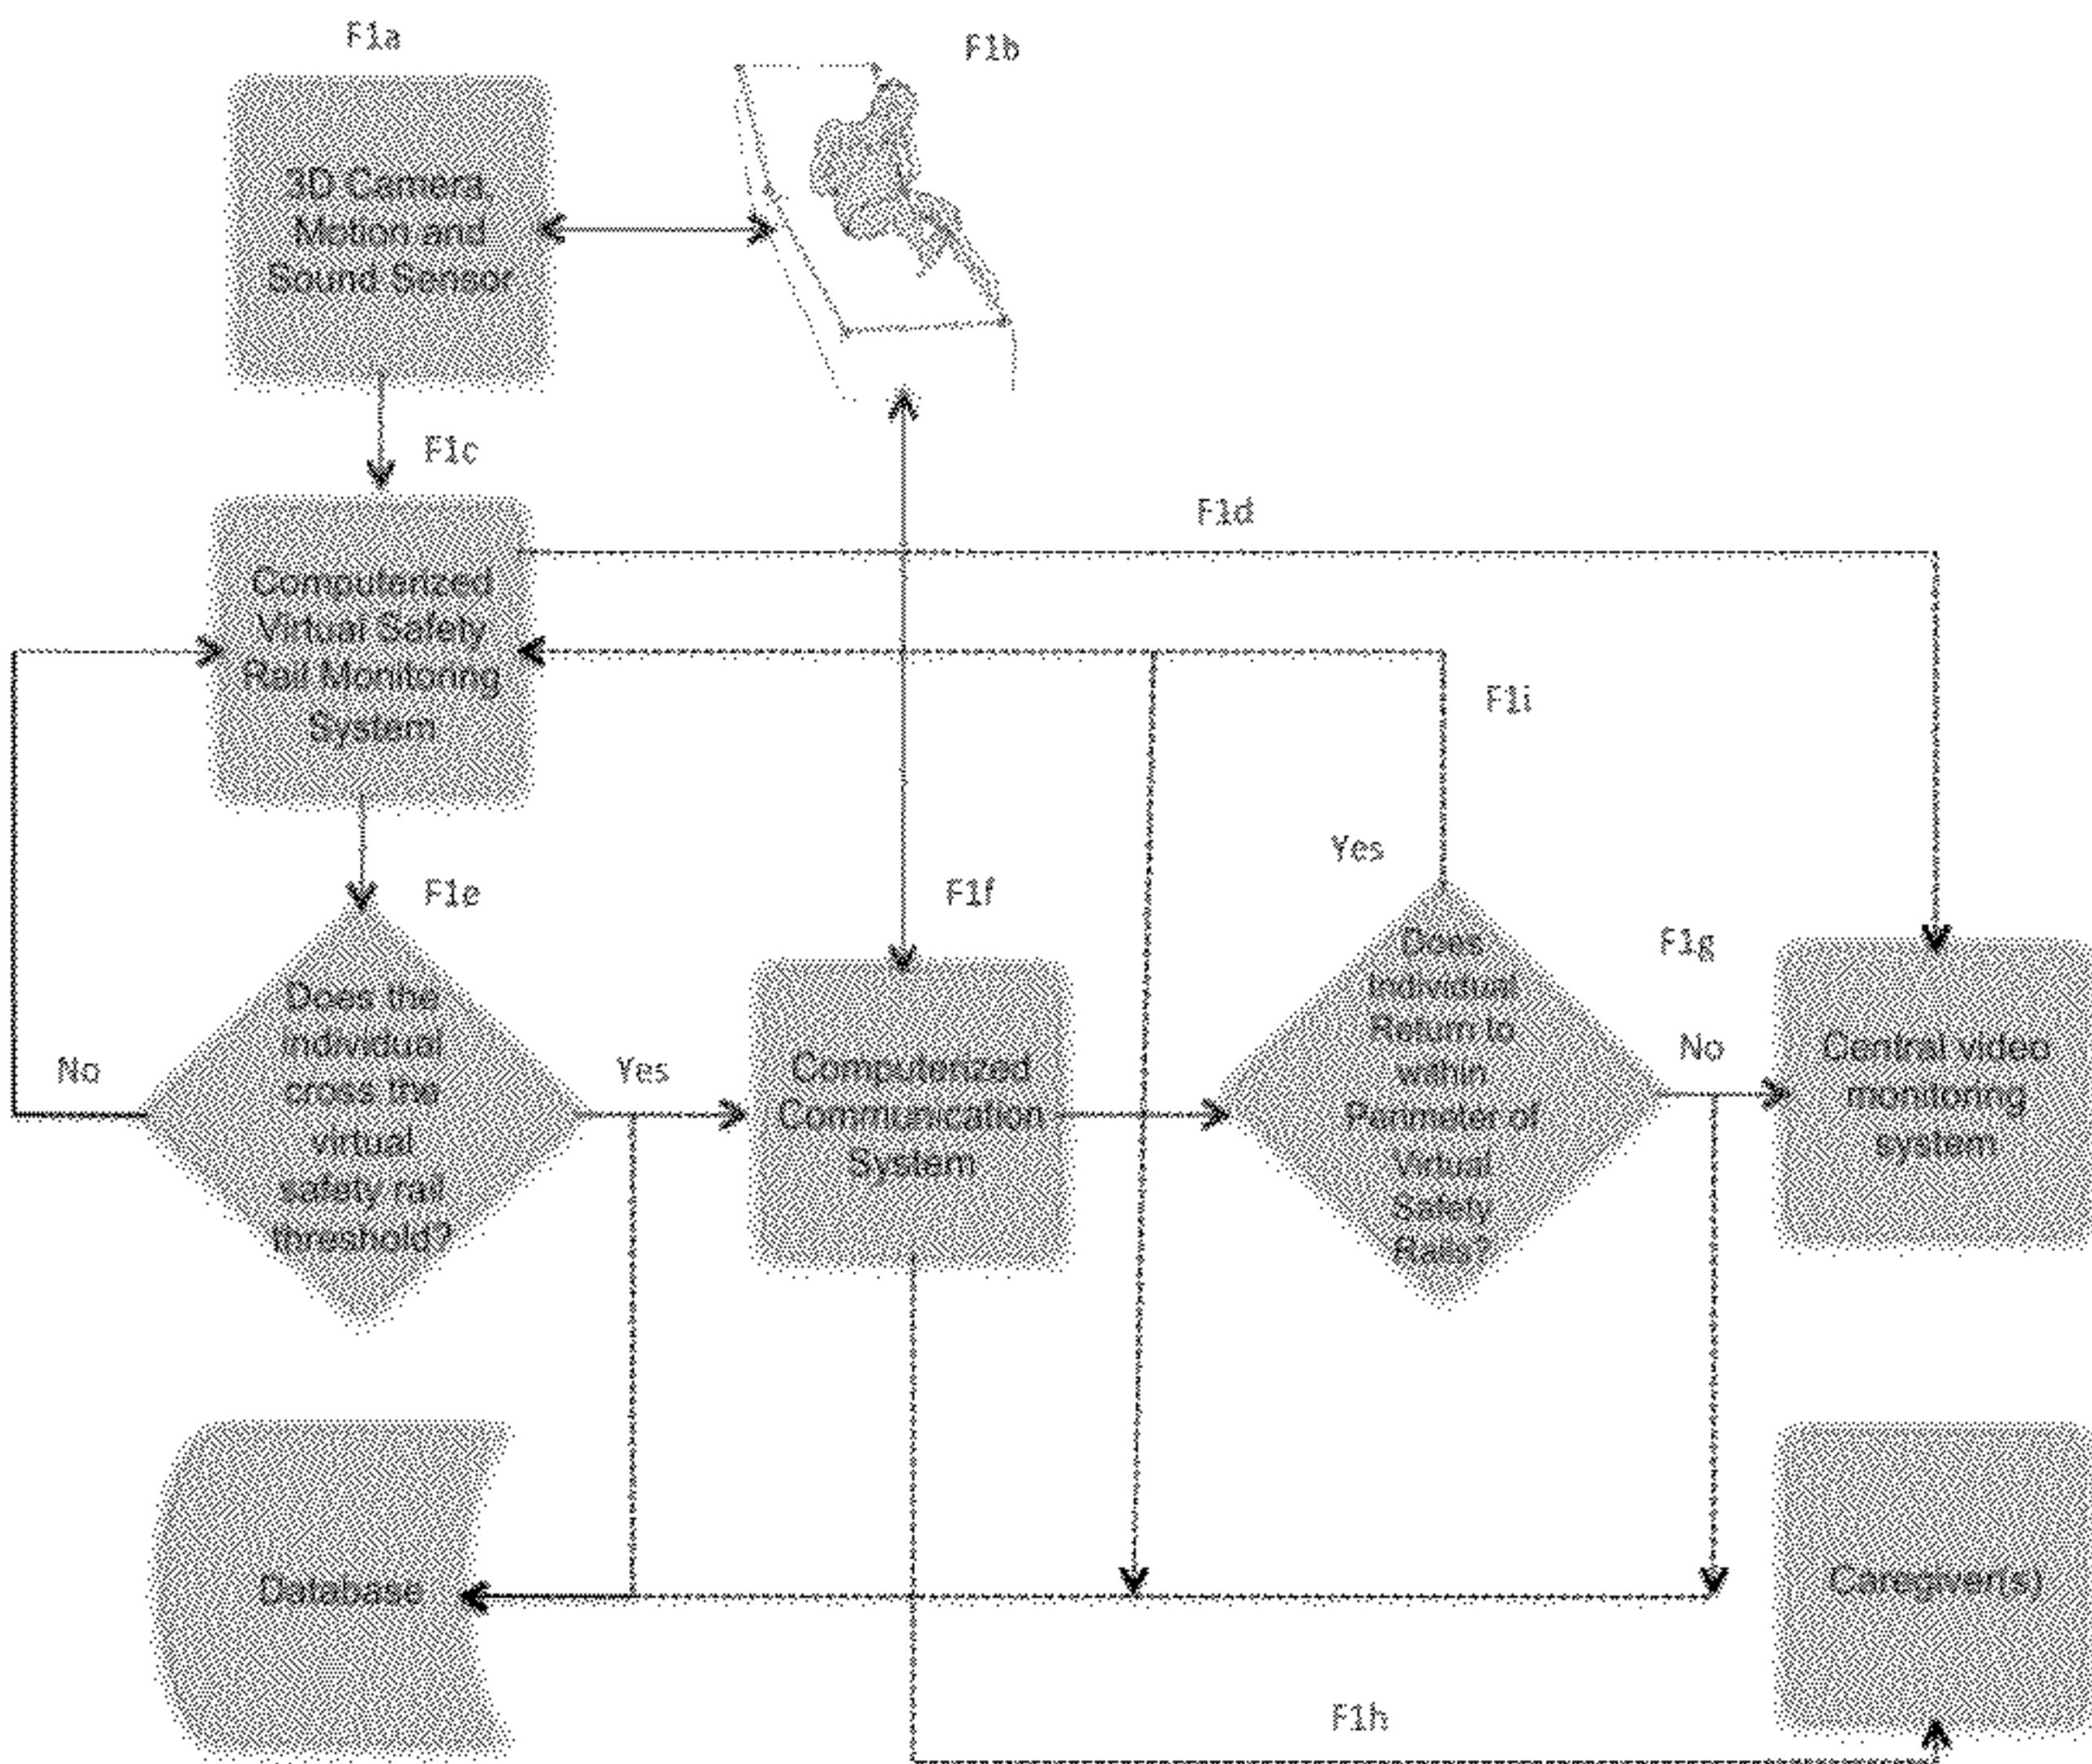 F1a
F1b
3D Camera,
Motion and
Sound Sensor
F1c
F1d
Computerized
Virtual Safety
Rail Monitoring
System
F1i
Yes
F1e
F1f
F1g
Does the
individual
cross the
virtual
safety rail
threshold?
No
Yes
Computerized
Communication
System
Does
Individual
Return to
within
Perimeter of
Virtual
Safety
Rails?
No
Central video
monitoring
system
Database
Caregiver(s)
F1h